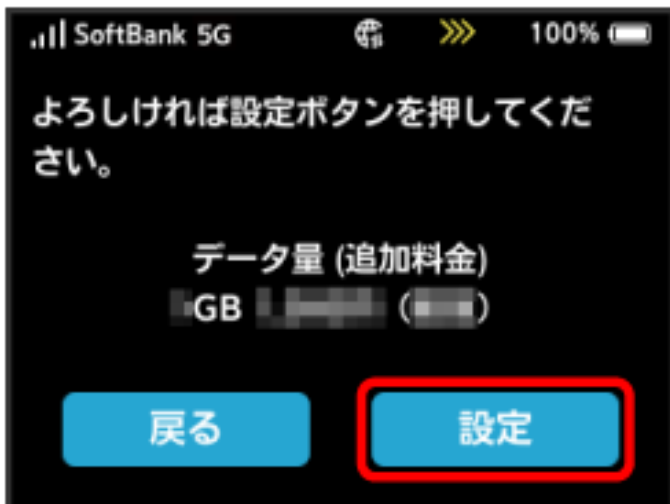 SoftBank 5G 100%
よろしければ設定ボタンを押してくだ
さい。
データ量 (追加料金)
GB ( )
戻る 設定